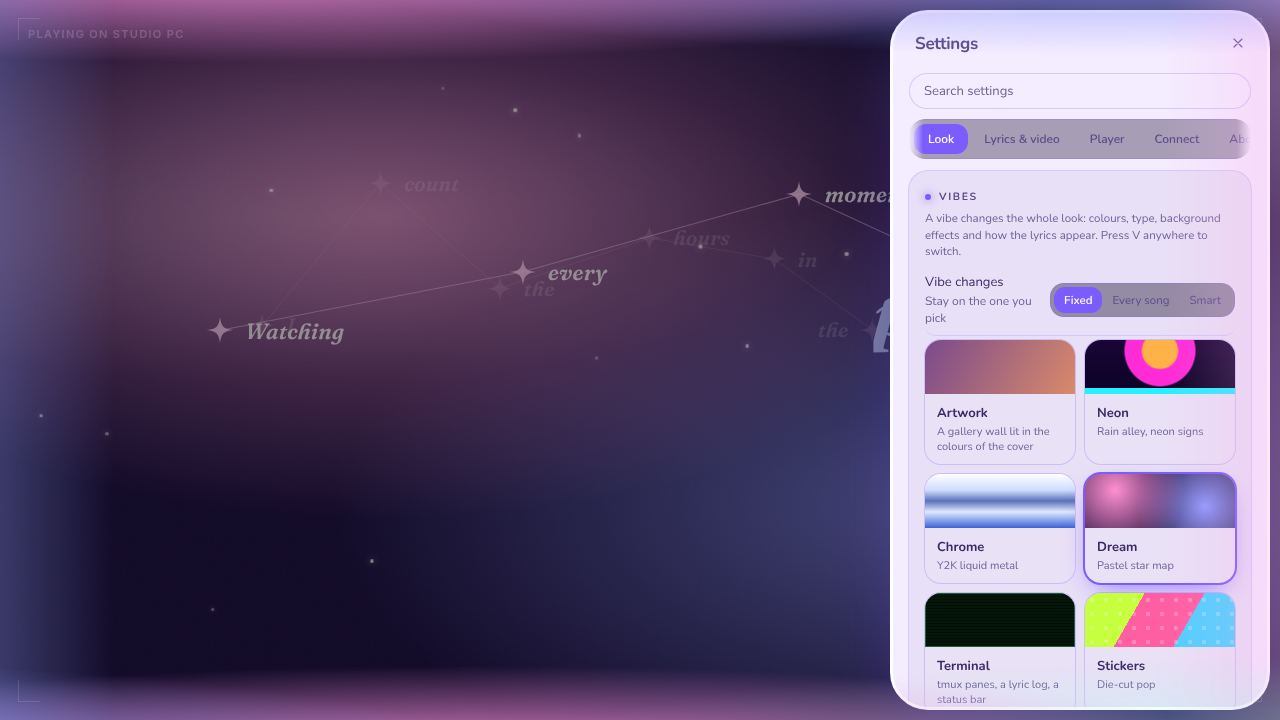 PLAYING ON STUDIO PC
count
momen
hours
in
every
the
Watching
the
Settings
Search settings
Look
Lyrics & video
Player
Connect
VIBES
A vibe changes the whole look: colours, type, background
effects and how the lyrics appear. Press V anywhere to
switch.
Vibe changes
Stay on the one you
pick
Fixed
Every song
Smart
Artwork
A gallery wall lit in the
colours of the cover
Neon
Rain alley, neon signs
Chrome
Y2K liquid metal
Dream
Pastel star map
Terminal
tmux panes, a lyric log, a
status bar
Stickers
Die-cut pop